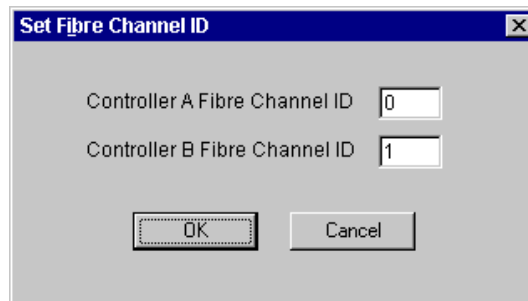 Set Fibre Channel ID
Controller A Fibre Channel ID 0
Controller B Fibre Channel ID 1
OK Cancel